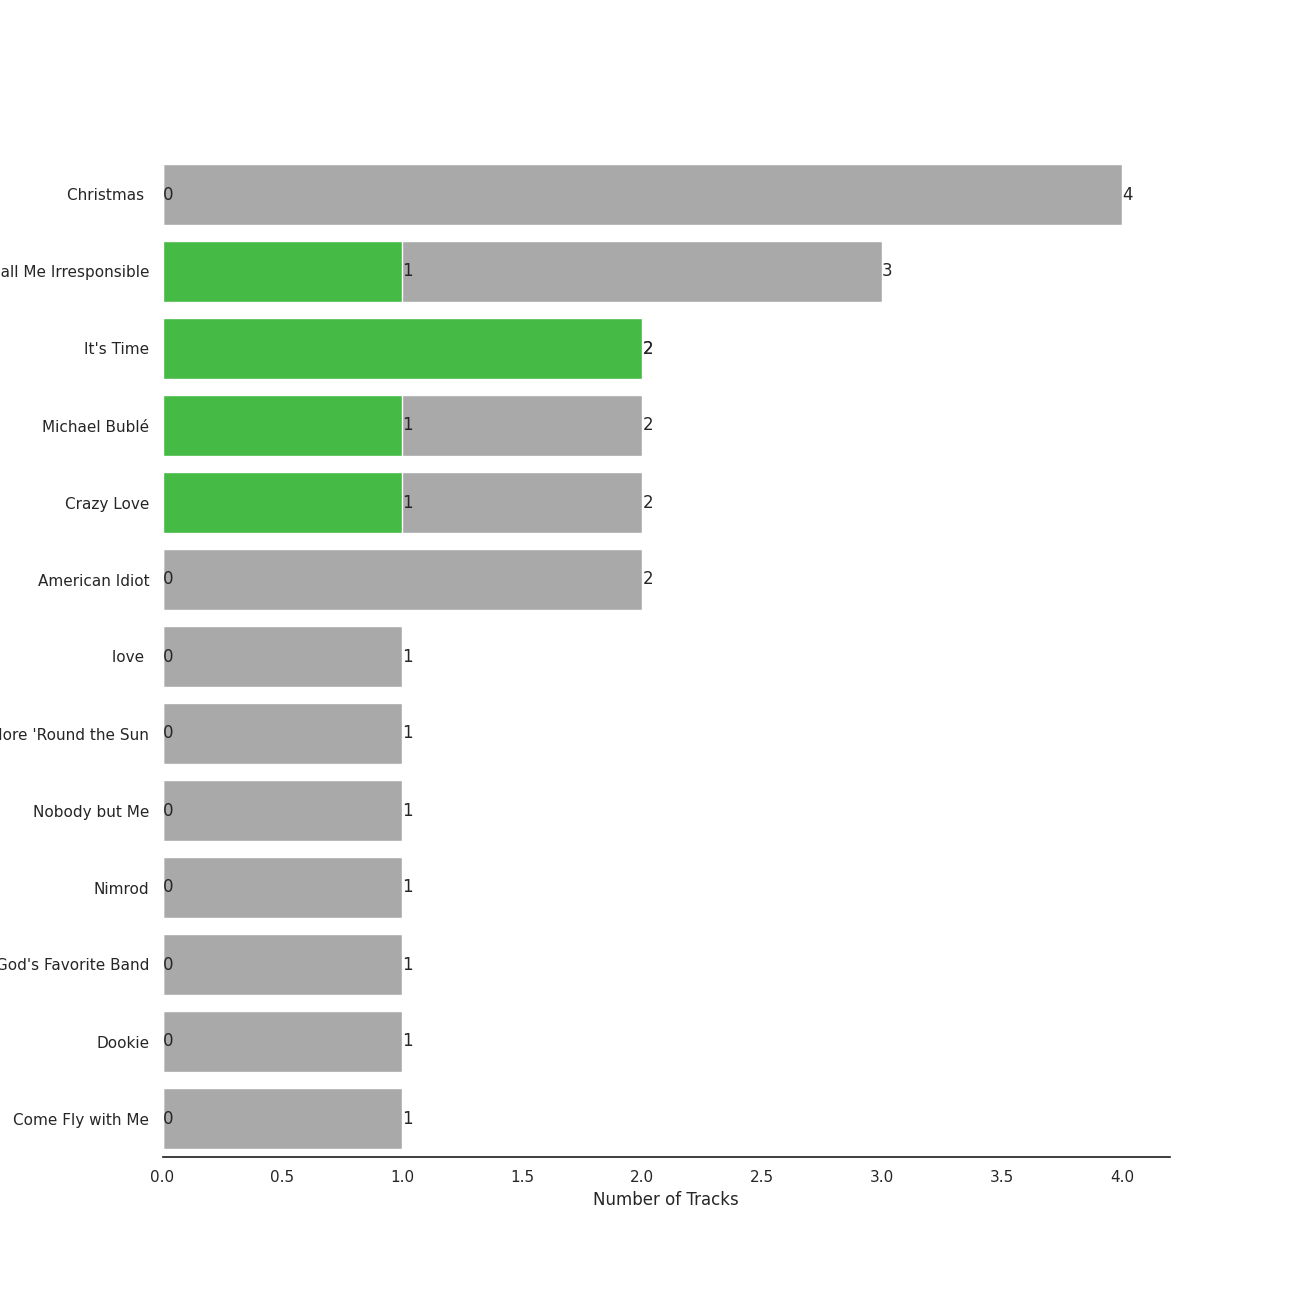 Christmas 0 4
all Me Irresponsible 1 3
It's Time 2 2
Michael Bublé 1 2
Crazy Love 1 2
American Idiot 0 2
love 0 1
'Round the Sun 0 1
Nobody but Me 0 1
Nimrod 0 1
God's Favorite Band 0 1
Dookie 0 1
Come Fly with Me 0 1
0.0 0.5 1.0 1.5 2.0 2.5 3.0 3.5 4.0
Number of Tracks